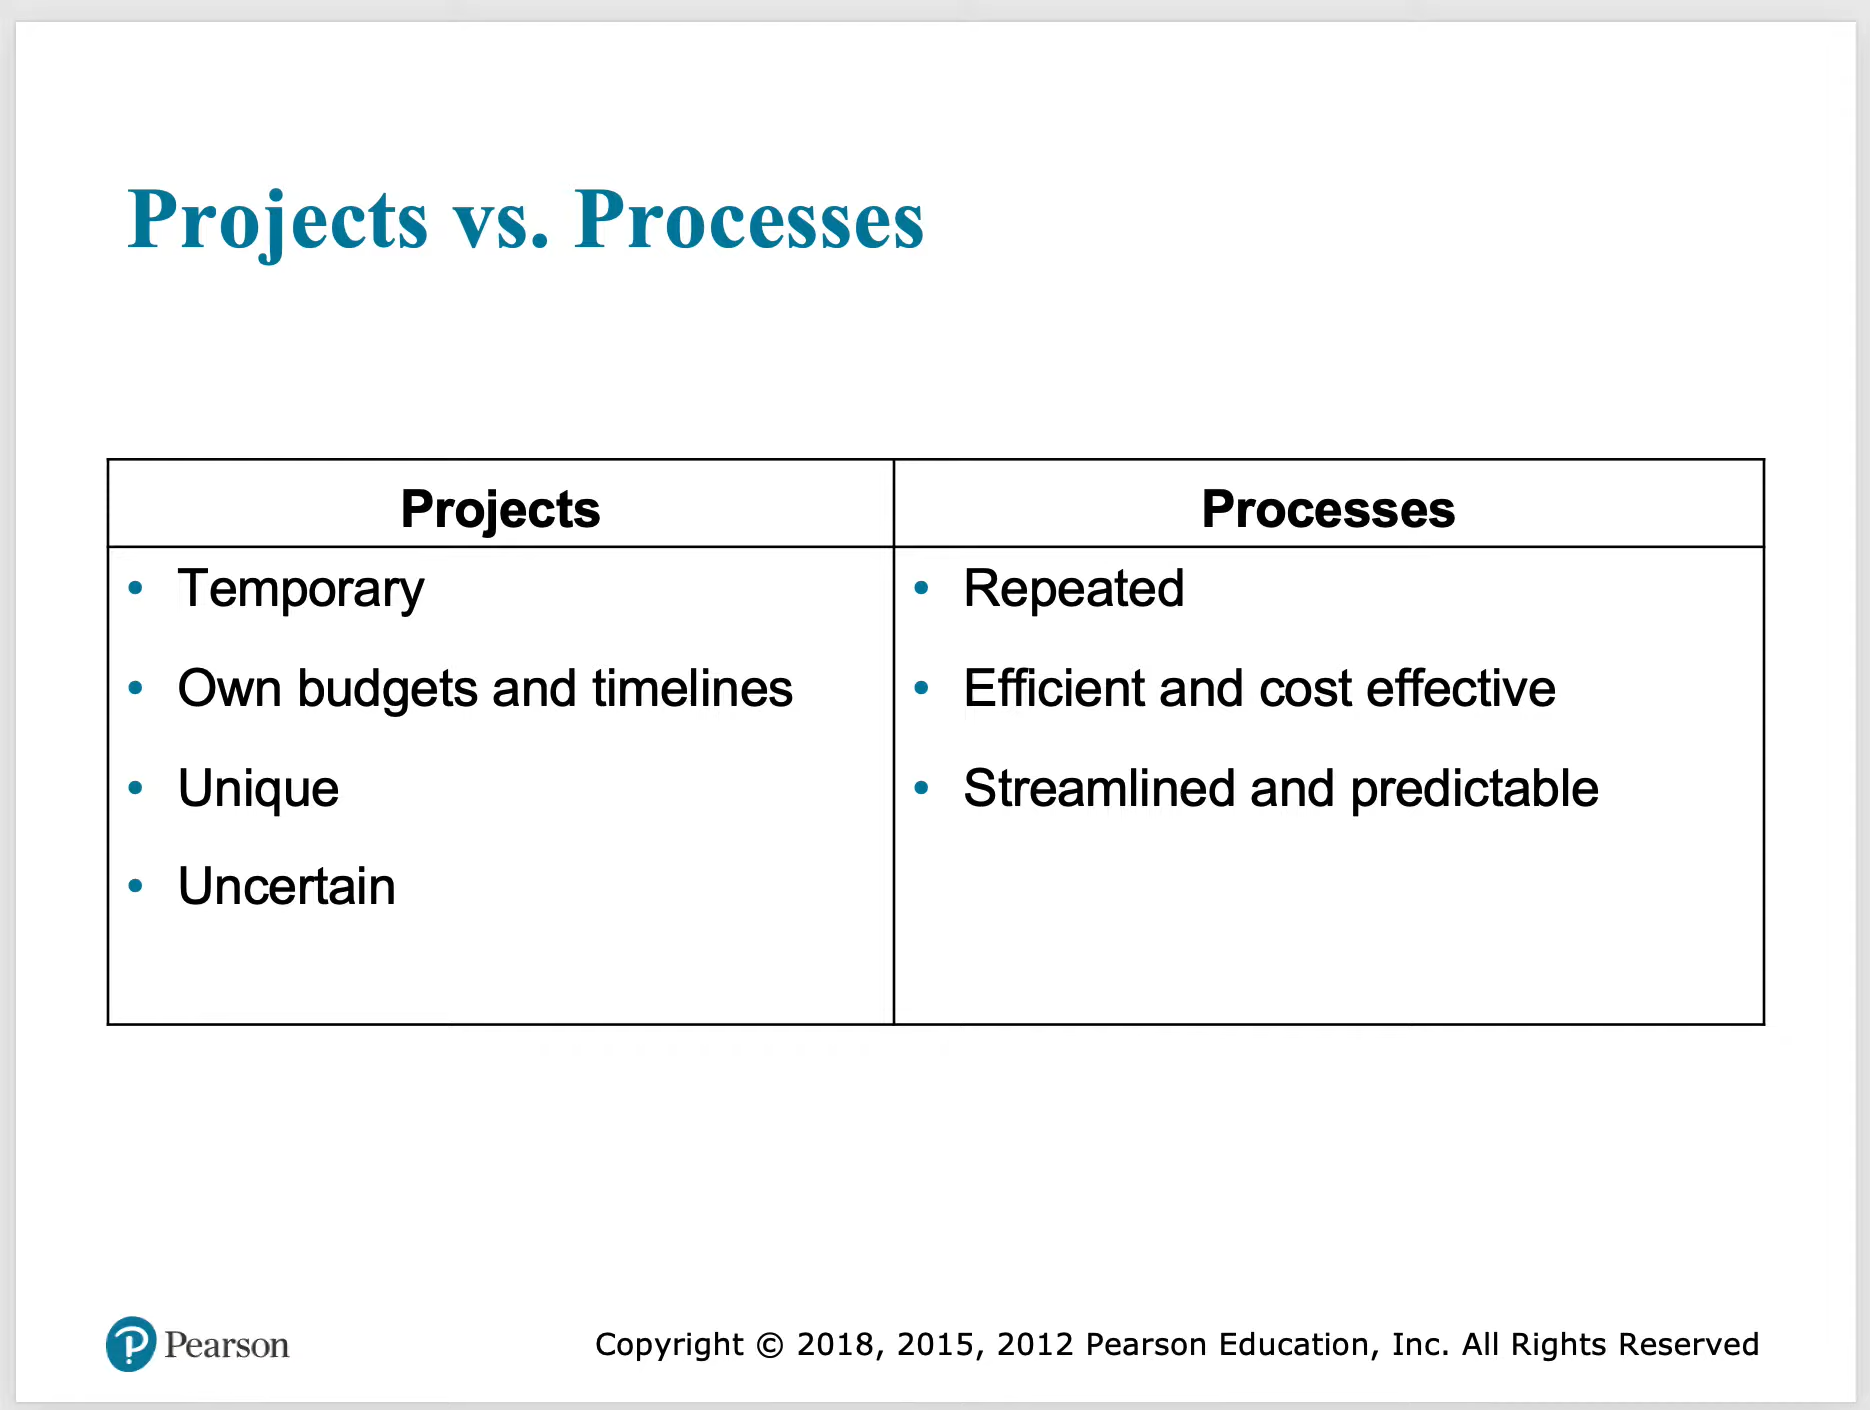 Projects vs. Processes
Projects
Processes
• Temporary
• Own budgets and timelines
• Unique
• Uncertain
• Repeated
• Efficient and cost effective
• Streamlined and predictable
Pearson
Copyright © 2018, 2015, 2012 Pearson Education, Inc. All Rights Reserved